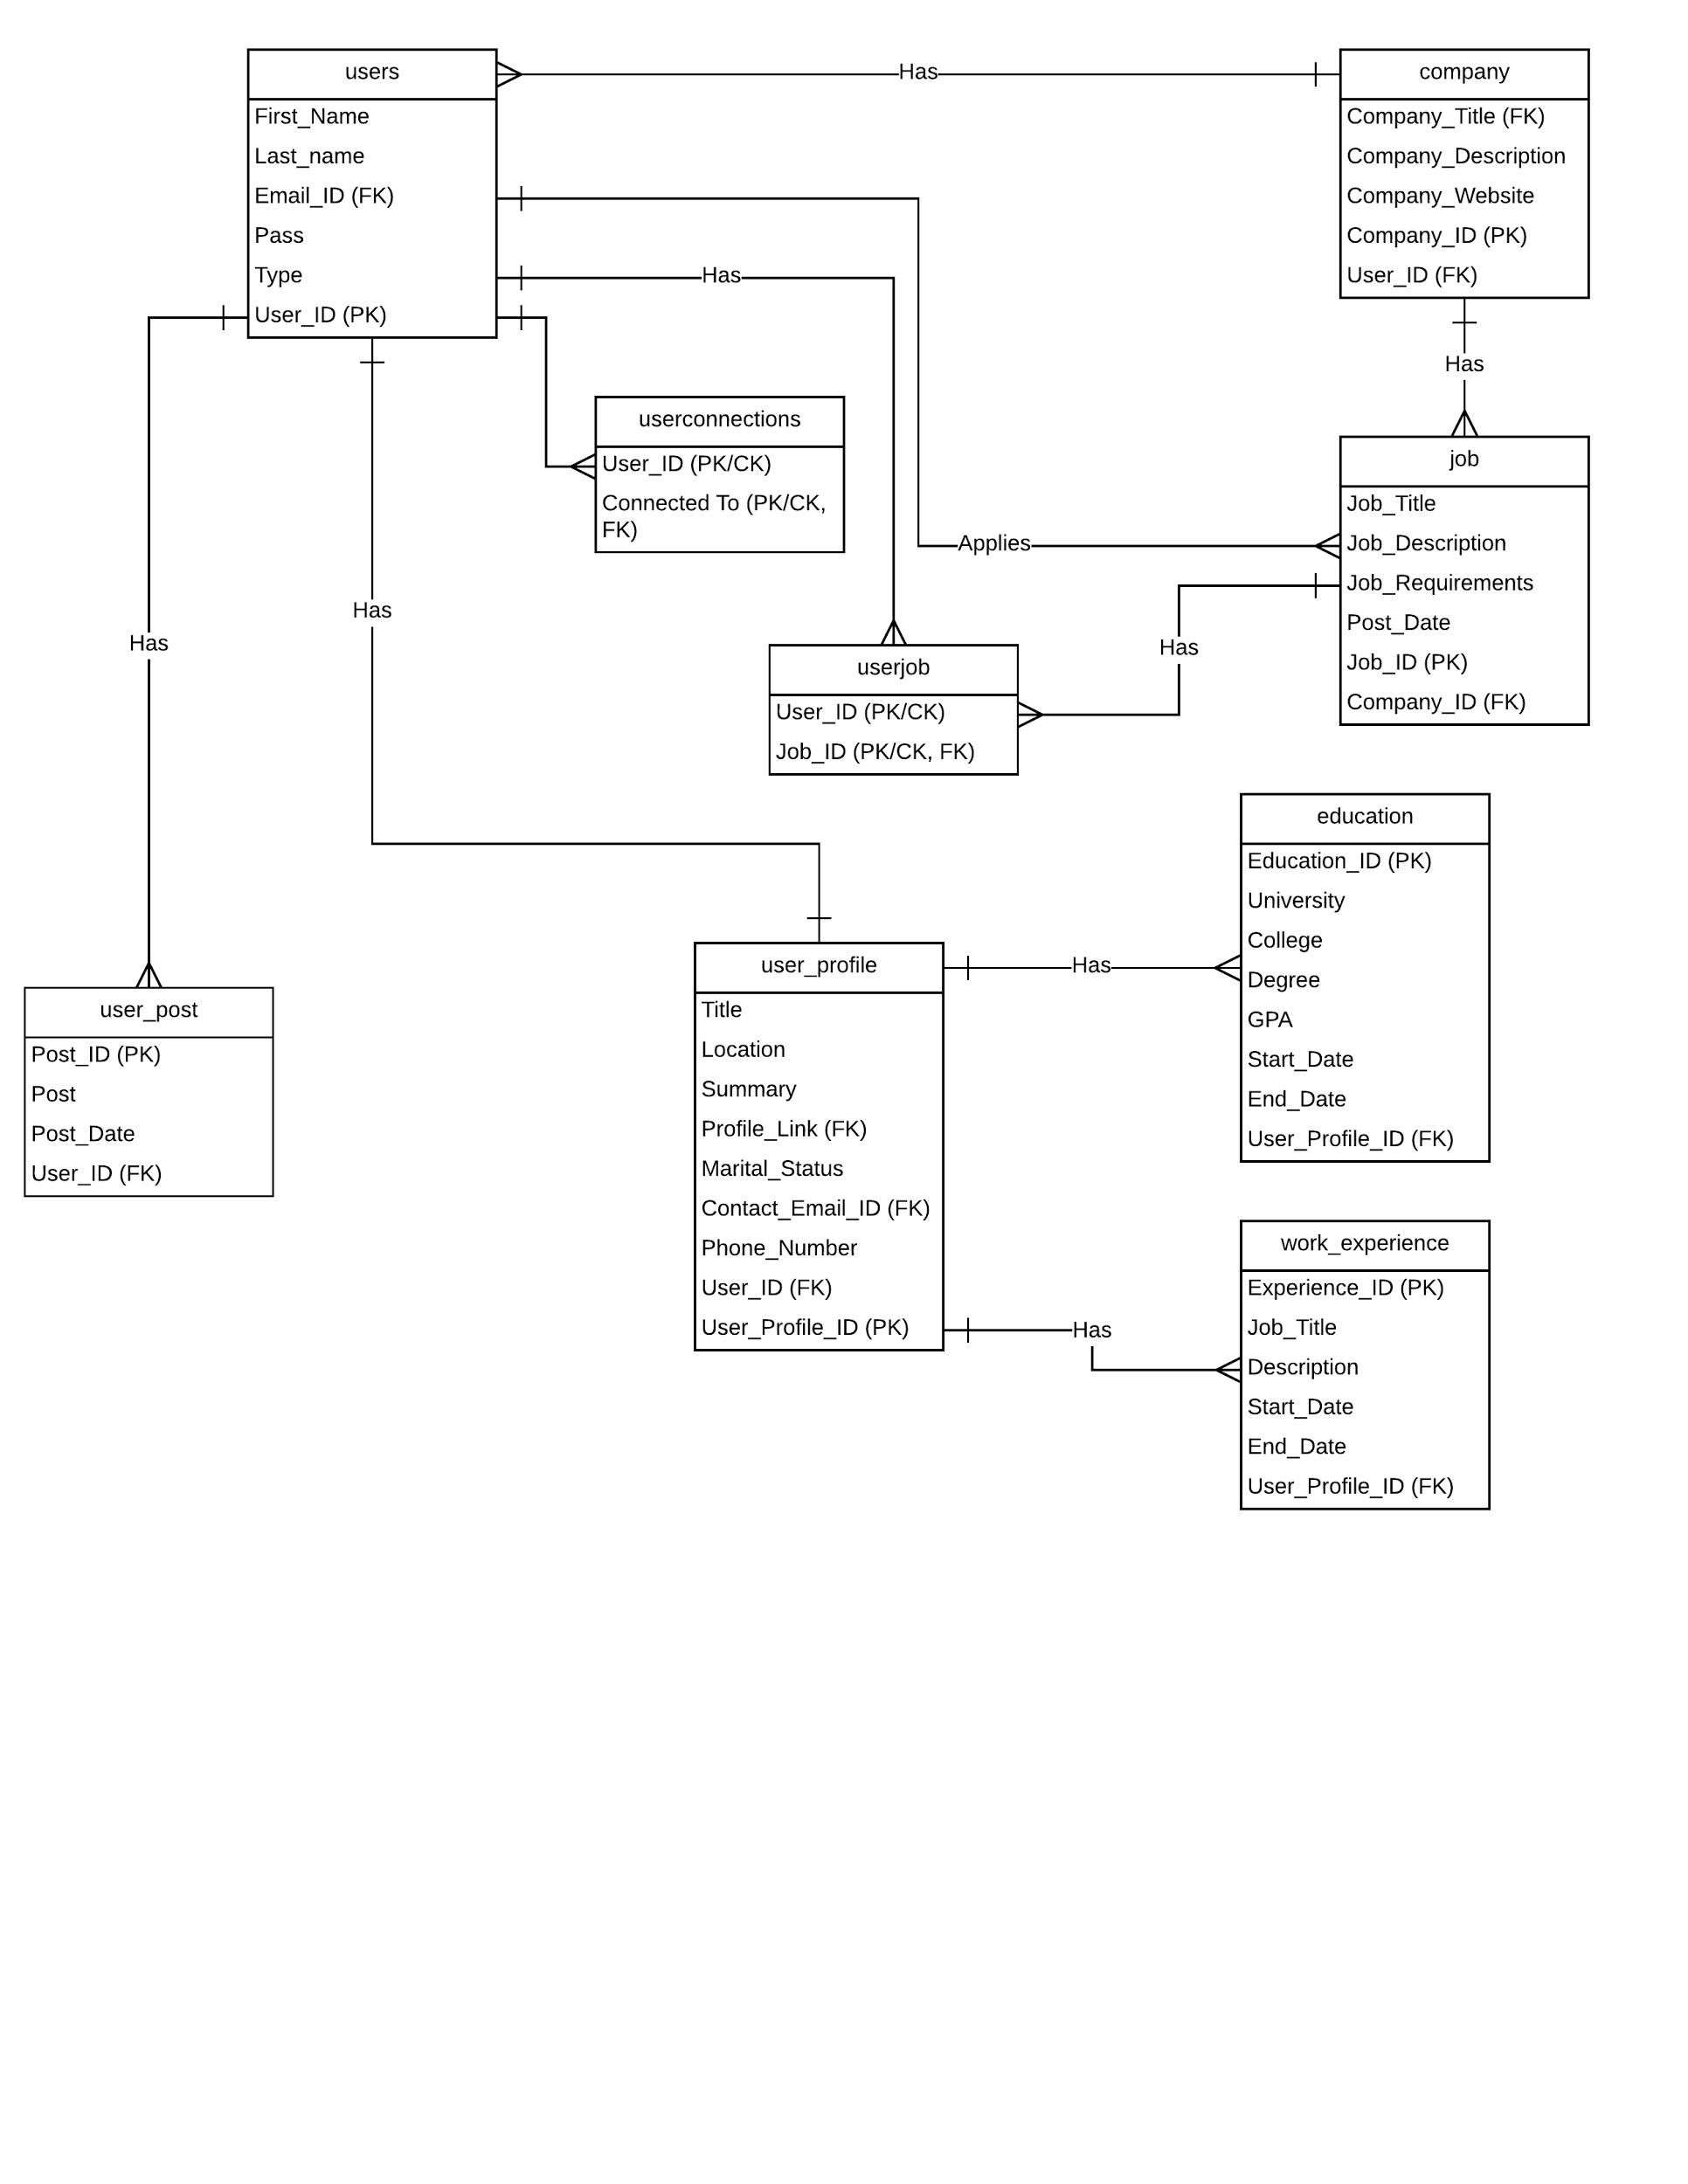 users
First_Name
Last_name
Email_ID (FK)
Pass
Type
User_ID (PK)
Has
company
Company_Title (FK)
Company_Description
Company_Website
Company_ID (PK)
User_ID (FK)
Has
Has
userconnections
User_ID (PK/CK)
Connected To (PK/CK,
FK)
job
Job_Title
Job_Description
Job_Requirements
Post_Date
Job_ID (PK)
Company_ID (FK)
Applies
Has
Has
Has
userjob
User_ID (PK/CK)
Job_ID (PK/CK, FK)
education
Education_ID (PK)
University
College
Degree
GPA
Start_Date
End_Date
User_Profile_ID (FK)
user_profile
Title
Location
Summary
Profile_Link (FK)
Marital_Status
Contact_Email_ID (FK)
Phone_Number
User_ID (FK)
User_Profile_ID (PK)
Has
user_post
Post_ID (PK)
Post
Post_Date
User_ID (FK)
work_experience
Experience_ID (PK)
Job_Title
Description
Start_Date
End_Date
User_Profile_ID (FK)
Has